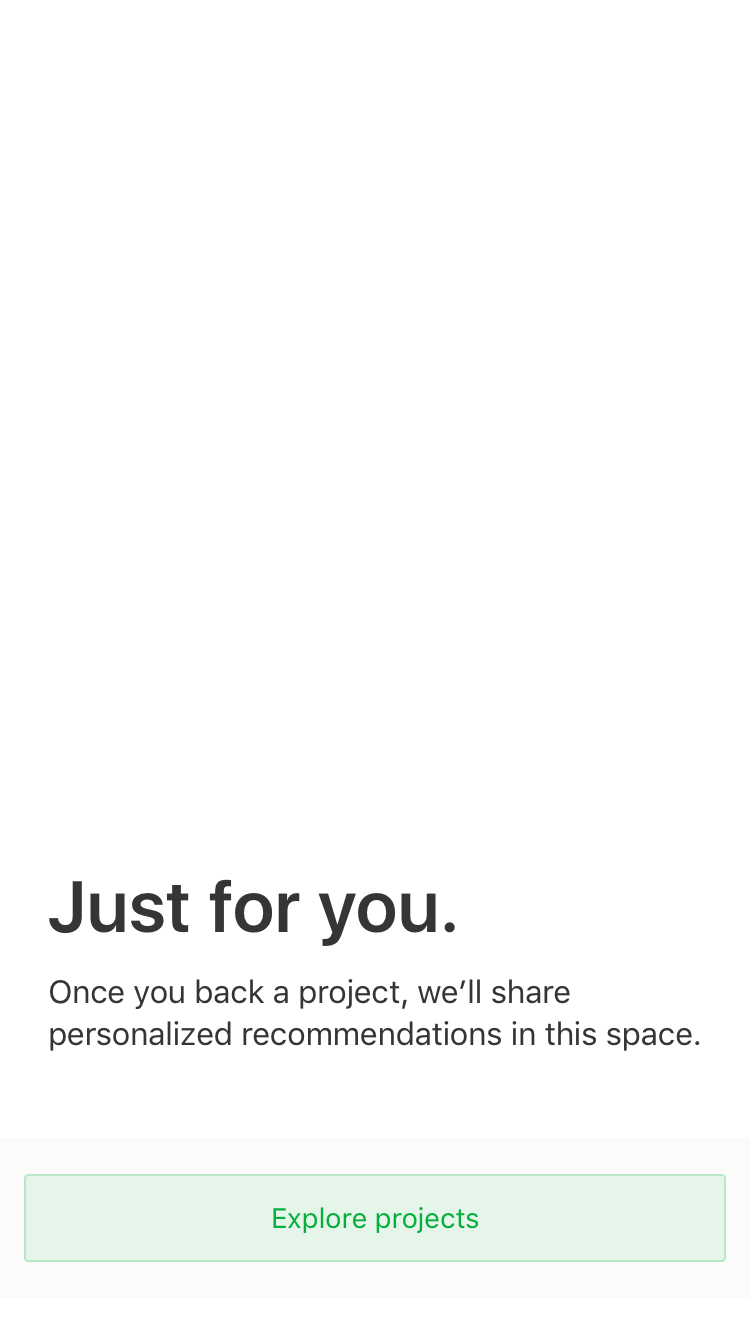 Just for you.
Once you back a project, we’ll share
personalized recommendations in this space.
Explore projects